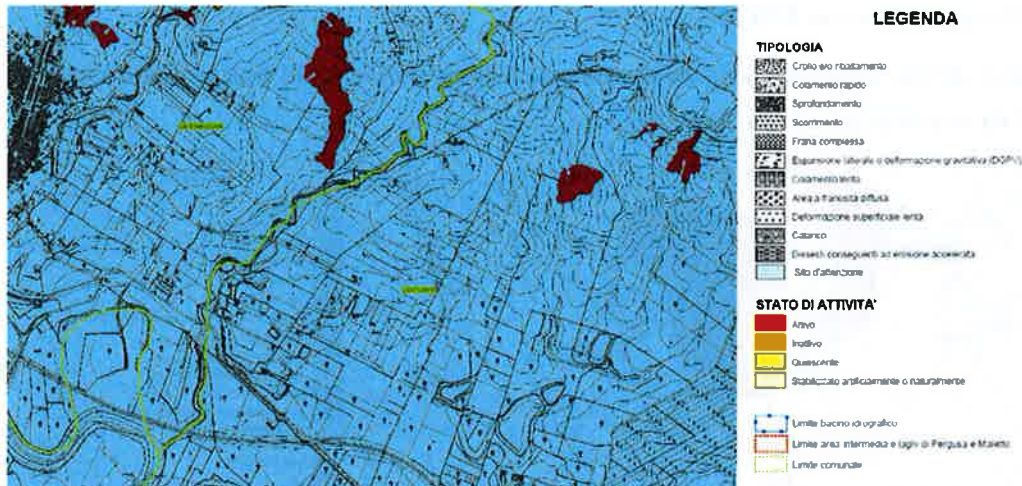 LEGENDA
TIPOLOGIA
Crollo e/o ribaltamento
Colamento rapido
Sprofondamento
Scorrimento
Frana complessa
Espansione laterale o deformazione gravitativa (DGPV)
Colamento lento
Area a franosità diffusa
Deformazione superficiale lenta
Calanco
Dissesti conseguenti ad erosione accelerata
Sito d'attenzione
STATO DI ATTIVITA'
Attivo
Inattivo
Quiescente
Stabilizzato artificialmente o naturalmente
Limite bacino idrografico
Limite area intermedia e laghi di Pergusa e Maletto
Limite comunale